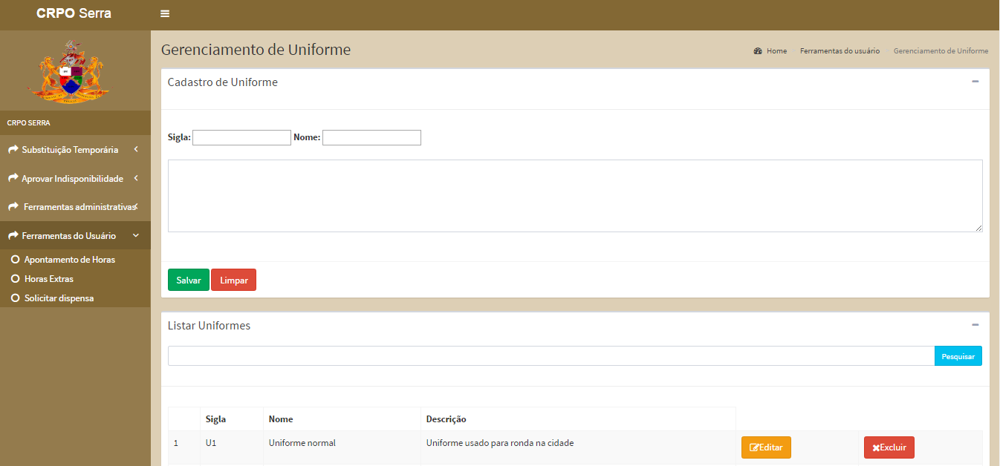 CRPO Serra
Gerenciamento de Uniforme
Home Ferramentas do usuário Gerenciamento de Uniforme
CRPO SERRA
Substituição Temporária
Aprovar Indisponibilidade
Ferramentas administrativas
Ferramentas do Usuário
Apontamento de Horas
Horas Extras
Solicitar dispensa
Cadastro de Uniforme
Sigla: Nome:
Salvar Limpar
Listar Uniformes
Pesquisar
Sigla Nome Descrição
1 U1 Uniforme normal Uniforme usado para ronda na cidade Editar Excluir